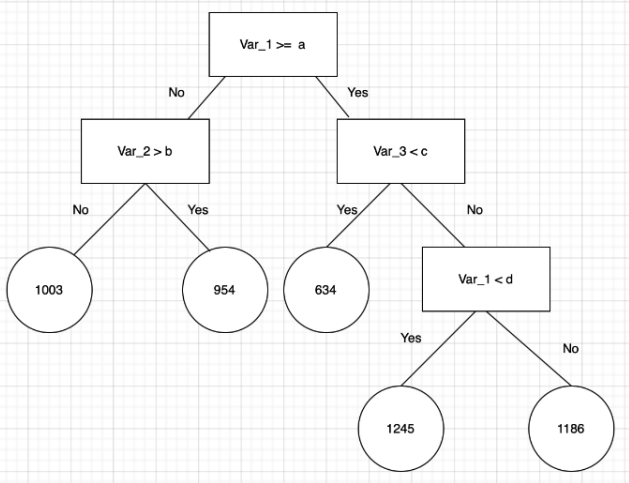 Var_1 >= a
No
Yes
Var_2 > b
Var_3 < c
No
Yes
Yes
No
1003
954
634
Var_1 < d
Yes
No
1245
1186